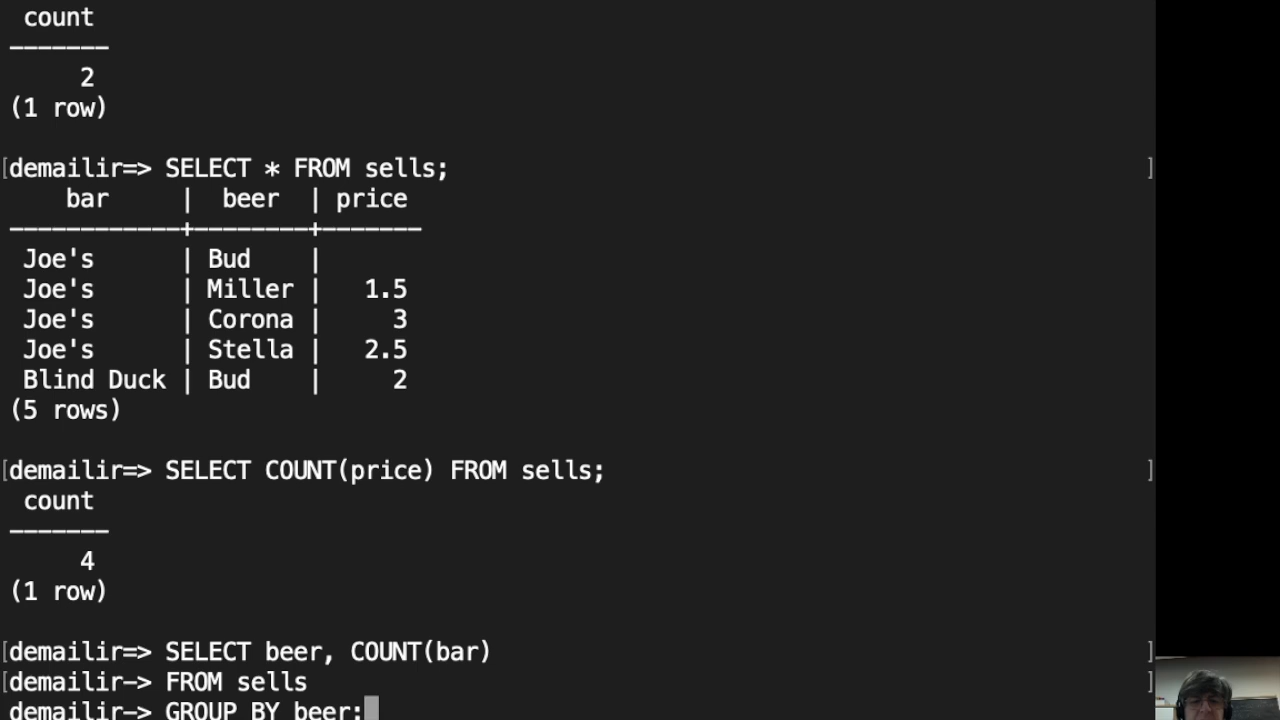 count
-------
2
(1 row)
[demailir=> SELECT * FROM sells; ]
bar | beer | price
------------+--------+-------
Joe's | Bud |
Joe's | Miller | 1.5
Joe's | Corona | 3
Joe's | Stella | 2.5
Blind Duck | Bud | 2
(5 rows)
[demailir=> SELECT COUNT(price) FROM sells; ]
count
-------
4
(1 row)
[demailir=> SELECT beer, COUNT(bar) ]
[demailir-> FROM sells ]
demailir-> GROUP BY beer;